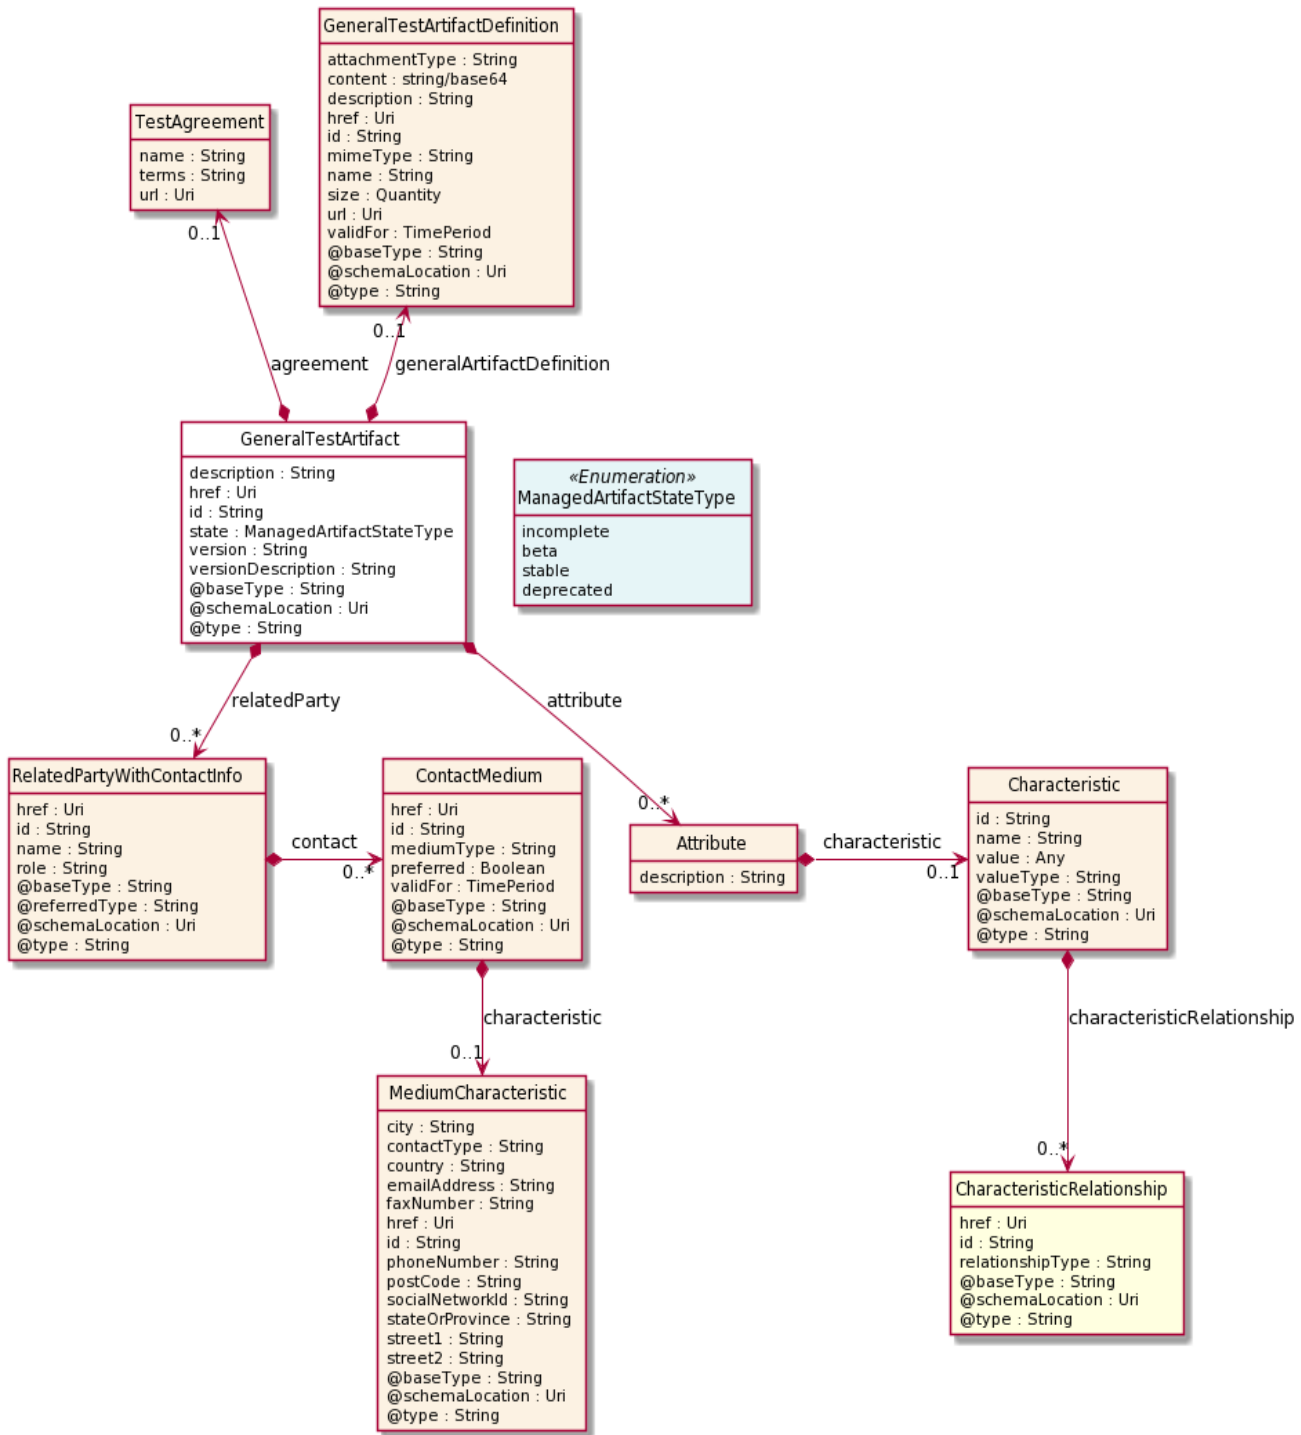 GeneralTestArtifactDefinition
attachmentType : String
content : string/base64
description : String
href : Uri
id : String
mimeType : String
name : String
size : Quantity
url : Uri
validFor : TimePeriod
@baseType : String
@schemaLocation : Uri
@type : String
TestAgreement
name : String
terms : String
url : Uri
0..1
0..1
agreement
generalArtifactDefinition
GeneralTestArtifact
description : String
href : Uri
id : String
state : ManagedArtifactStateType
version : String
versionDescription : String
@baseType : String
@schemaLocation : Uri
@type : String
«Enumeration»
ManagedArtifactStateType
incomplete
beta
stable
deprecated
relatedParty
0..*
attribute
0..*
RelatedPartyWithContactInfo
href : Uri
id : String
name : String
role : String
@baseType : String
@referredType : String
@schemaLocation : Uri
@type : String
contact
0..*
ContactMedium
href : Uri
id : String
mediumType : String
preferred : Boolean
validFor : TimePeriod
@baseType : String
@schemaLocation : Uri
@type : String
Attribute
description : String
characteristic
0..1
Characteristic
id : String
name : String
value : Any
valueType : String
@baseType : String
@schemaLocation : Uri
@type : String
characteristic
0..1
characteristicRelationship
0..*
MediumCharacteristic
city : String
contactType : String
country : String
emailAddress : String
faxNumber : String
href : Uri
id : String
phoneNumber : String
postCode : String
socialNetworkId : String
stateOrProvince : String
street1 : String
street2 : String
@baseType : String
@schemaLocation : Uri
@type : String
CharacteristicRelationship
href : Uri
id : String
relationshipType : String
@baseType : String
@schemaLocation : Uri
@type : String